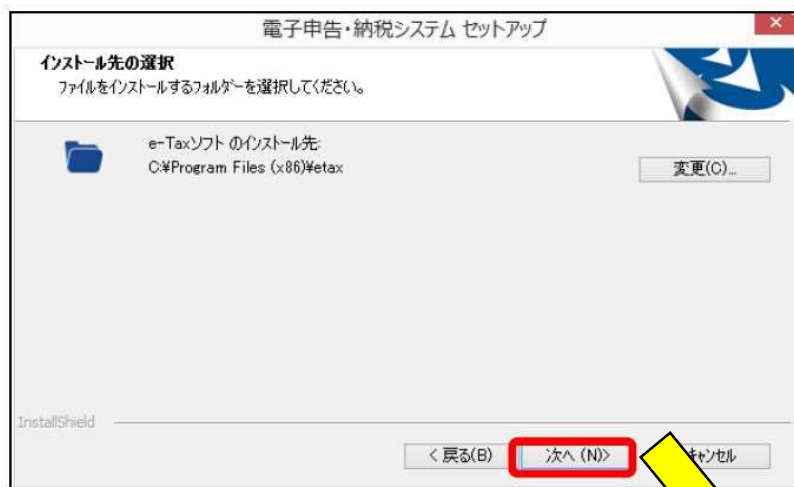 電子申告・納税システム セットアップ
インストール先の選択
ファイルをインストールするフォルダーを選択してください。
e-Taxソフト のインストール先:
C:¥Program Files (x86)¥etax
変更(C)...
InstallShield
< 戻る(B)
次へ (N)>
キャンセル